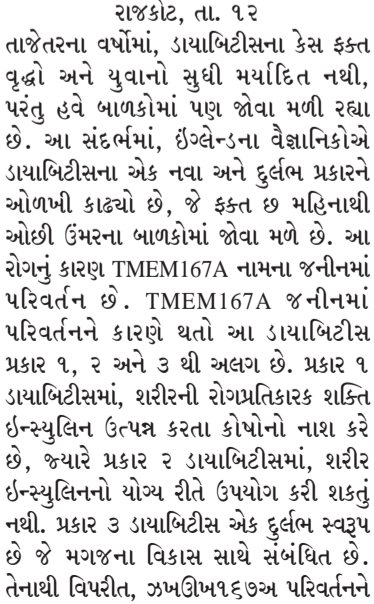 રાજકોટ, તા. ૧૨
તાજેતરના વર્ષોમાં, ડાયાબિટીસના કેસ ફક્ત
વૃદ્ધો અને યુવાનો સુધી મર્યાદિત નથી,
પરંતુ હવે બાળકોમાં પણ જોવા મળી રહ્યા
છે. આ સંદર્ભમાં, ઇંગ્લેન્ડના વૈજ્ઞાનિકોએ
ડાયાબિટીસના એક નવા અને દુર્લભ પ્રકારને
ઓળખી કાઢ્યો છે, જે ફક્ત છ મહિનાથી
ઓછી ઉંમરના બાળકોમાં જોવા મળે છે. આ
રોગનું કારણ TMEM167A નામના જનીનમાં
પરિવર્તન છે. TMEM167A જનીનમાં
પરિવર્તનને કારણે થતો આ ડાયાબિટીસ
પ્રકાર ૧, ૨ અને ૩ થી અલગ છે. પ્રકાર ૧
ડાયાબિટીસમાં, શરીરની રોગપ્રતિકારક શક્તિ
ઇન્સ્યુલિન ઉત્પન્ન કરતા કોષોનો નાશ કરે
છે, જ્યારે પ્રકાર ૨ ડાયાબિટીસમાં, શરીર
ઇન્સ્યુલિનનો યોગ્ય રીતે ઉપયોગ કરી શકતું
નથી. પ્રકાર ૩ ડાયાબિટીસ એક દુર્લભ સ્વરૂપ
છે જે મગજના વિકાસ સાથે સંબંધિત છે.
તેનાથી વિપરીત, ઝખઊખ૧૬૭અ પરિવર્તનને